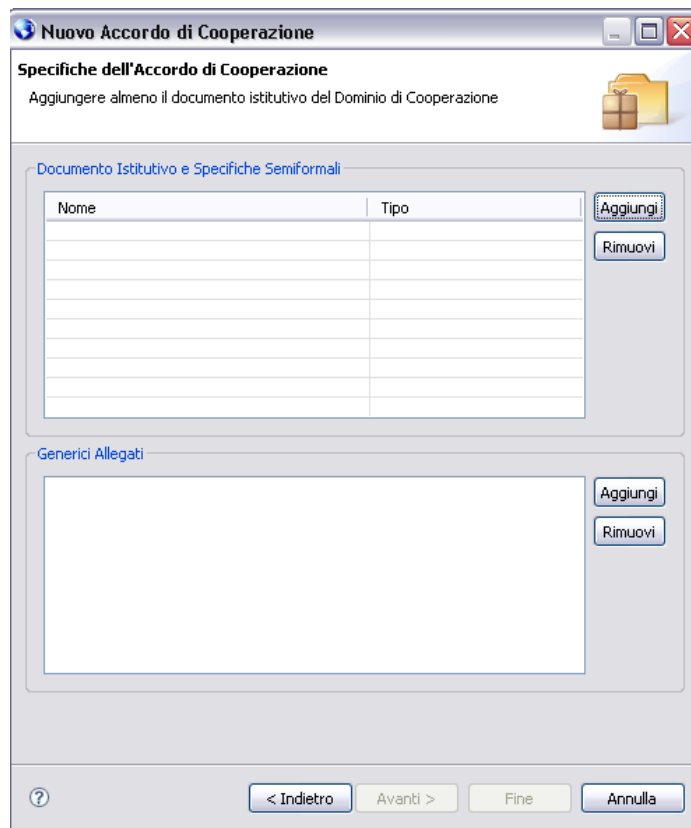 Nuovo Accordo di Cooperazione
Specifiche dell'Accordo di Cooperazione
Aggiungere almeno il documento istitutivo del Dominio di Cooperazione
Documento Istitutivo e Specifiche Semiformali
Nome Tipo
Aggiungi
Rimuovi
Generici Allegati
Aggiungi
Rimuovi
? < Indietro Avanti > Fine Annulla